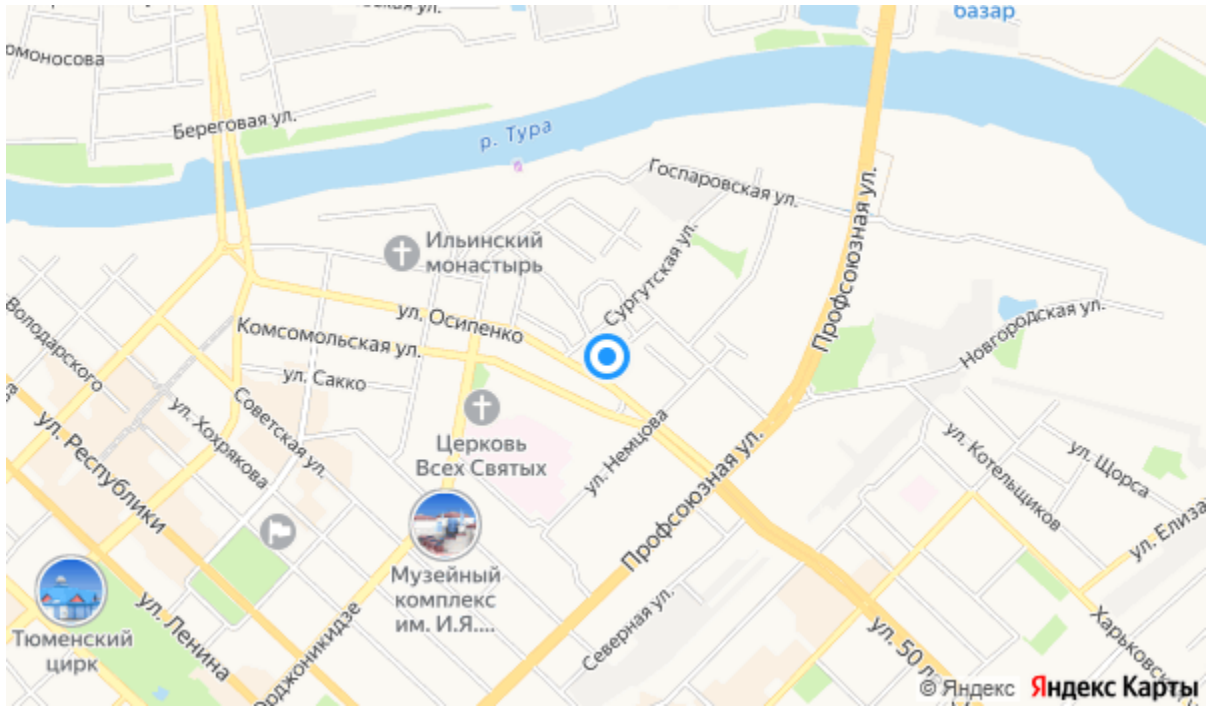 базар
омоносова
Береговая ул.
р. Тура
Госпаровская ул.
Профсоюзная ул.
Ильинский
монастырь
Сургутская ул.
ул. Осипенко
Комсомольская ул.
Володарского
ул. Сакко
Новгородская ул.
ул. Хохрякова
Советская ул.
ул. Республики
Церковь
Всех Святых
ул. Немцова
Профсоюзная ул.
ул. Котельщиков
ул. Щорса
ул. Елиза
Музейный
комплекс
им. И.Я....
Тюменский
цирк
ул. Ленина
Орджоникидзе
Северная ул.
ул. 50 л
Харьковская
© Яндекс Яндекс Карты